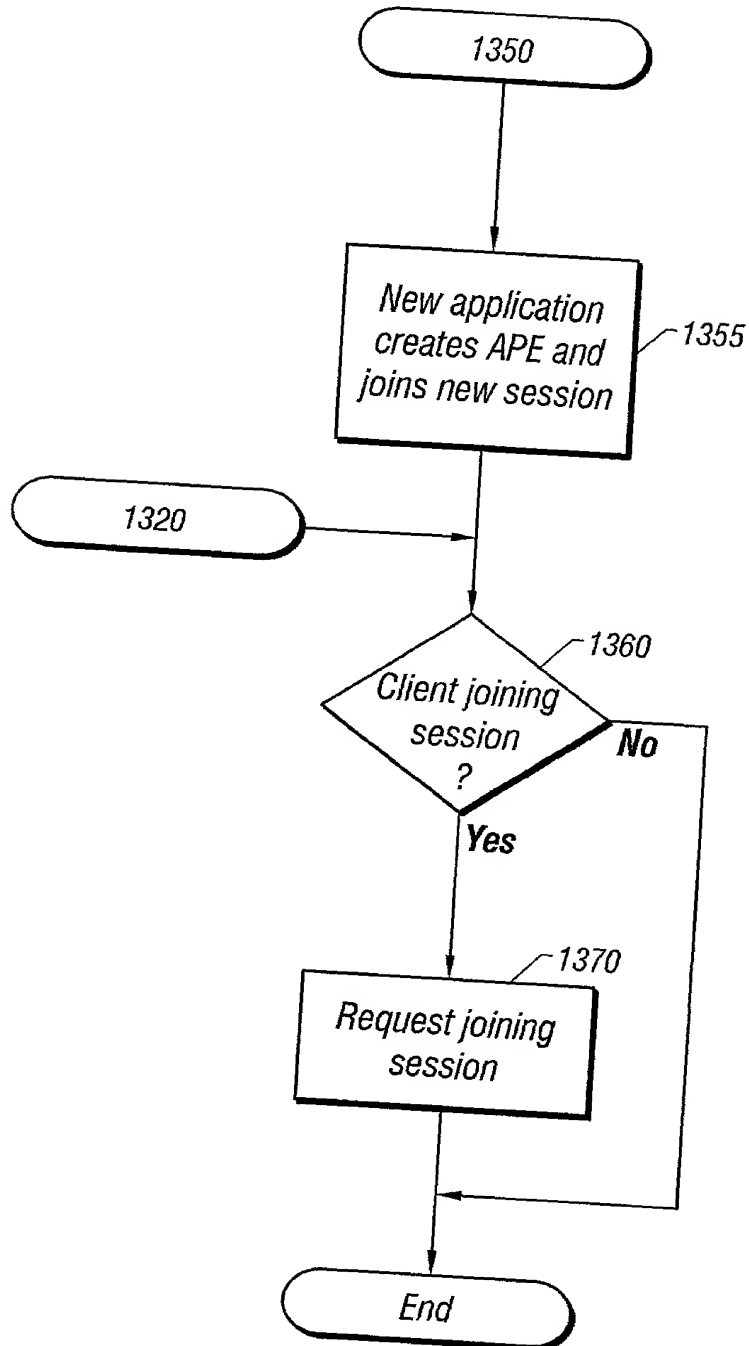 1350
New application
creates APE and
joins new session
1355
1320
1360
Client joining
session
?
No
Yes
1370
Request joining
session
End